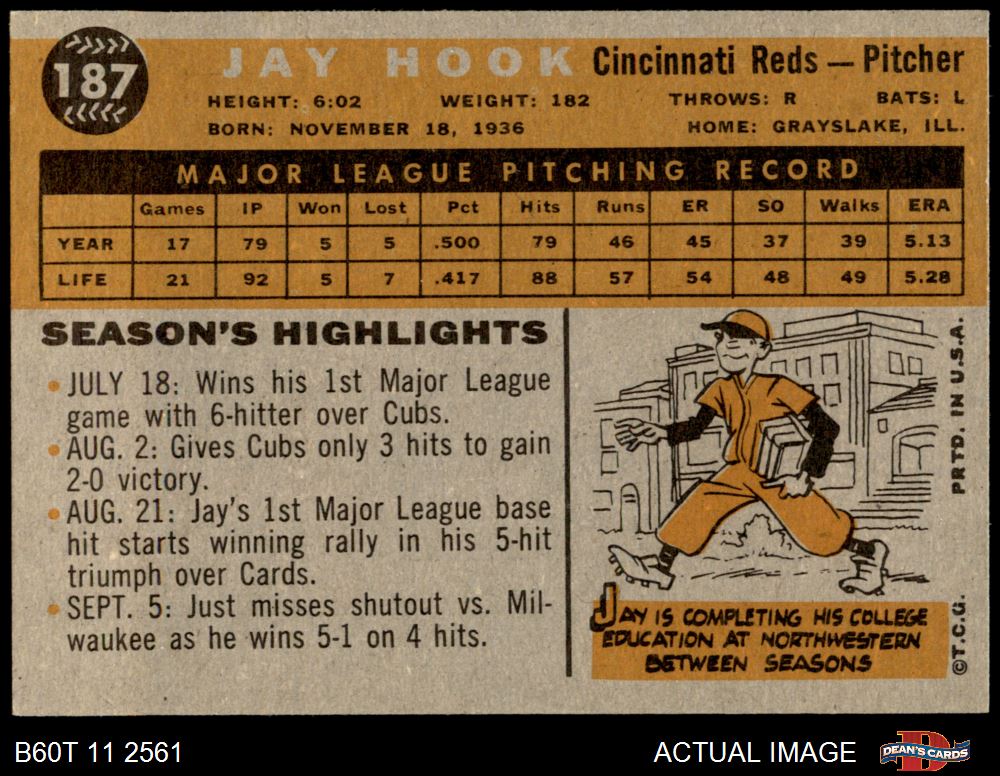 187
JAY HOOK Cincinnati Reds — Pitcher
HEIGHT: 6:02 WEIGHT: 182 THROWS: R BATS: L
BORN: NOVEMBER 18, 1936 HOME: GRAYSLAKE, ILL.
MAJOR LEAGUE PITCHING RECORD
Games IP Won Lost Pct Hits Runs ER SO Walks ERA
YEAR 17 79 5 5 .500 79 46 45 37 39 5.13
LIFE 21 92 5 7 .417 88 57 54 48 49 5.28
SEASON'S HIGHLIGHTS
• JULY 18: Wins his 1st Major League
game with 6-hitter over Cubs.
• AUG. 2: Gives Cubs only 3 hits to gain
2-0 victory.
• AUG. 21: Jay's 1st Major League base
hit starts winning rally in his 5-hit
triumph over Cards.
• SEPT. 5: Just misses shutout vs. Mil-
waukee as he wins 5-1 on 4 hits.
JAY IS COMPLETING HIS COLLEGE
EDUCATION AT NORTHWESTERN
BETWEEN SEASONS
©T.C.G. PRTD. IN U.S.A.
B60T 11 2561 ACTUAL IMAGE
D
DEAN'S CARDS